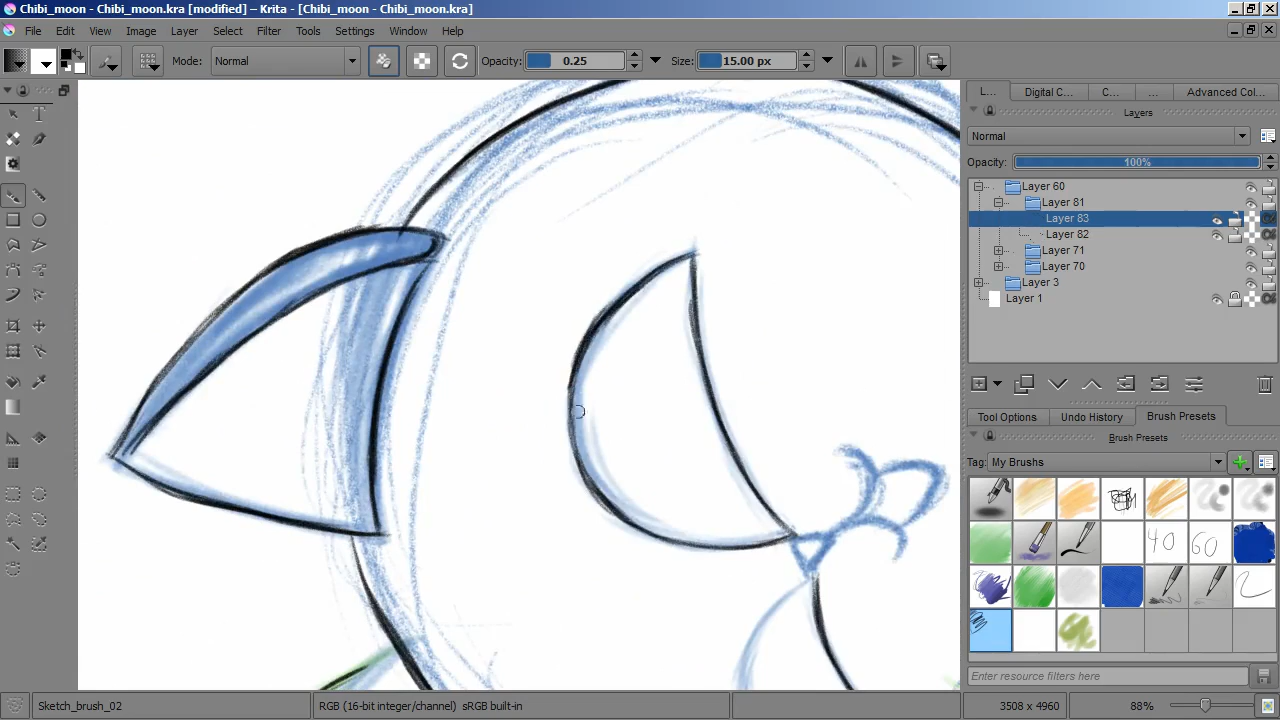 Chibi_moon - Chibi_moon.kra [modified] – Krita - [Chibi_moon - Chibi_moon.kra]
File Edit View Image Layer Select Filter Tools Settings Window Help
Mode: Normal Opacity: 0.25 Size: 15.00 px
L... Digital C... C... ... Advanced Col...
Layers
Normal
Opacity: 100%
Layer 60
Layer 81
Layer 83
Layer 82
Layer 71
Layer 70
Layer 3
Layer 1
Tool Options Undo History Brush Presets
Brush Presets
Tag: My Brushes
40 60
Enter resource filters here
Sketch_brush_02 RGB (16-bit integer/channel) sRGB built-in 3508 x 4960 88%